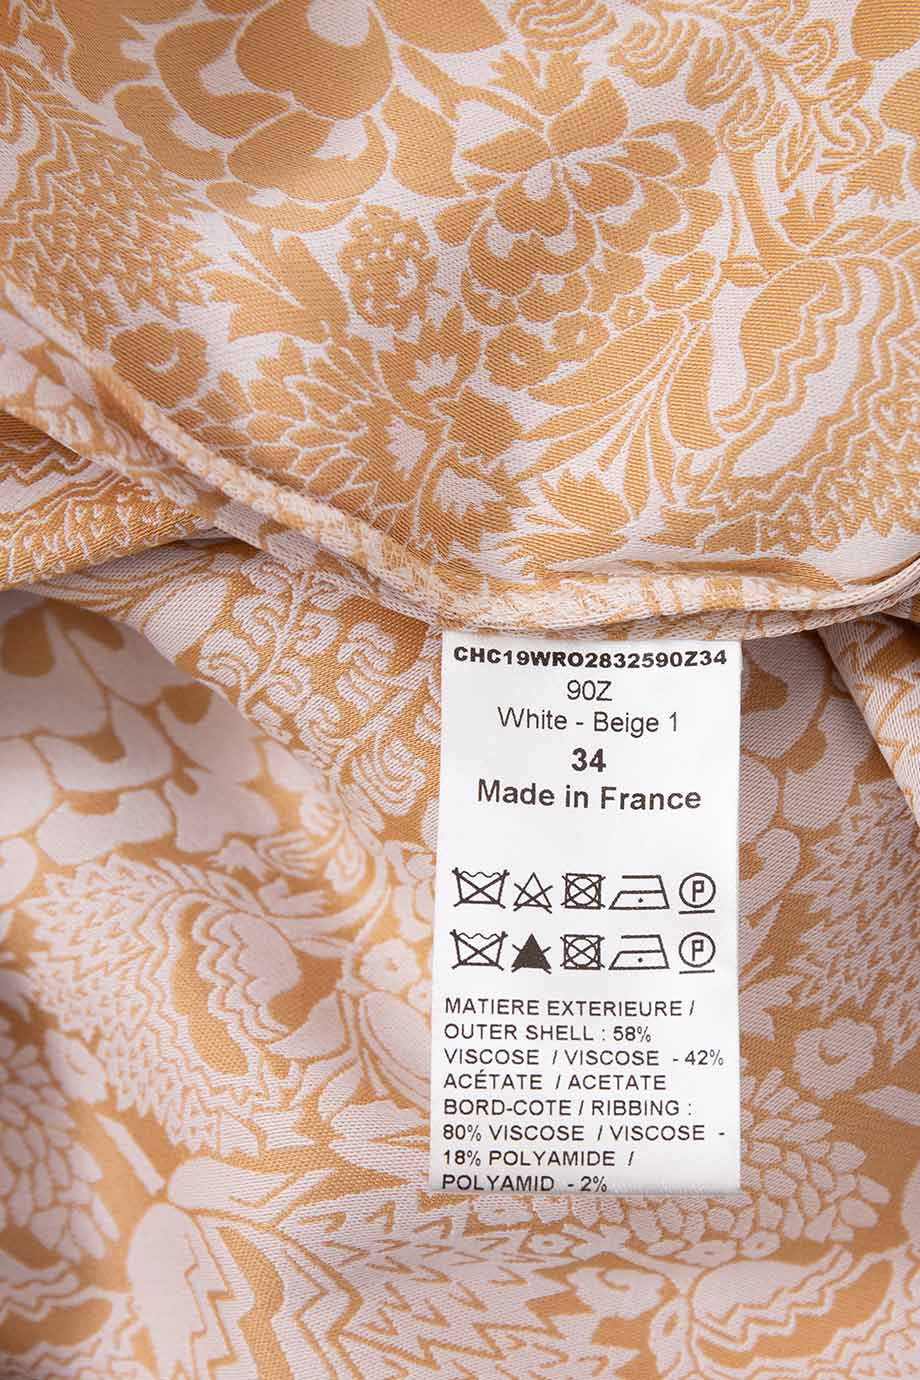 CHC19WRO2832590Z34
90Z
White - Beige 1
34
Made in France
P
P
MATIERE EXTERIEURE /
OUTER SHELL : 58%
VISCOSE / VISCOSE - 42%
ACÉTATE / ACETATE
BORD-COTE / RIBBING :
80% VISCOSE / VISCOSE -
18% POLYAMIDE /
POLYAMID - 2%